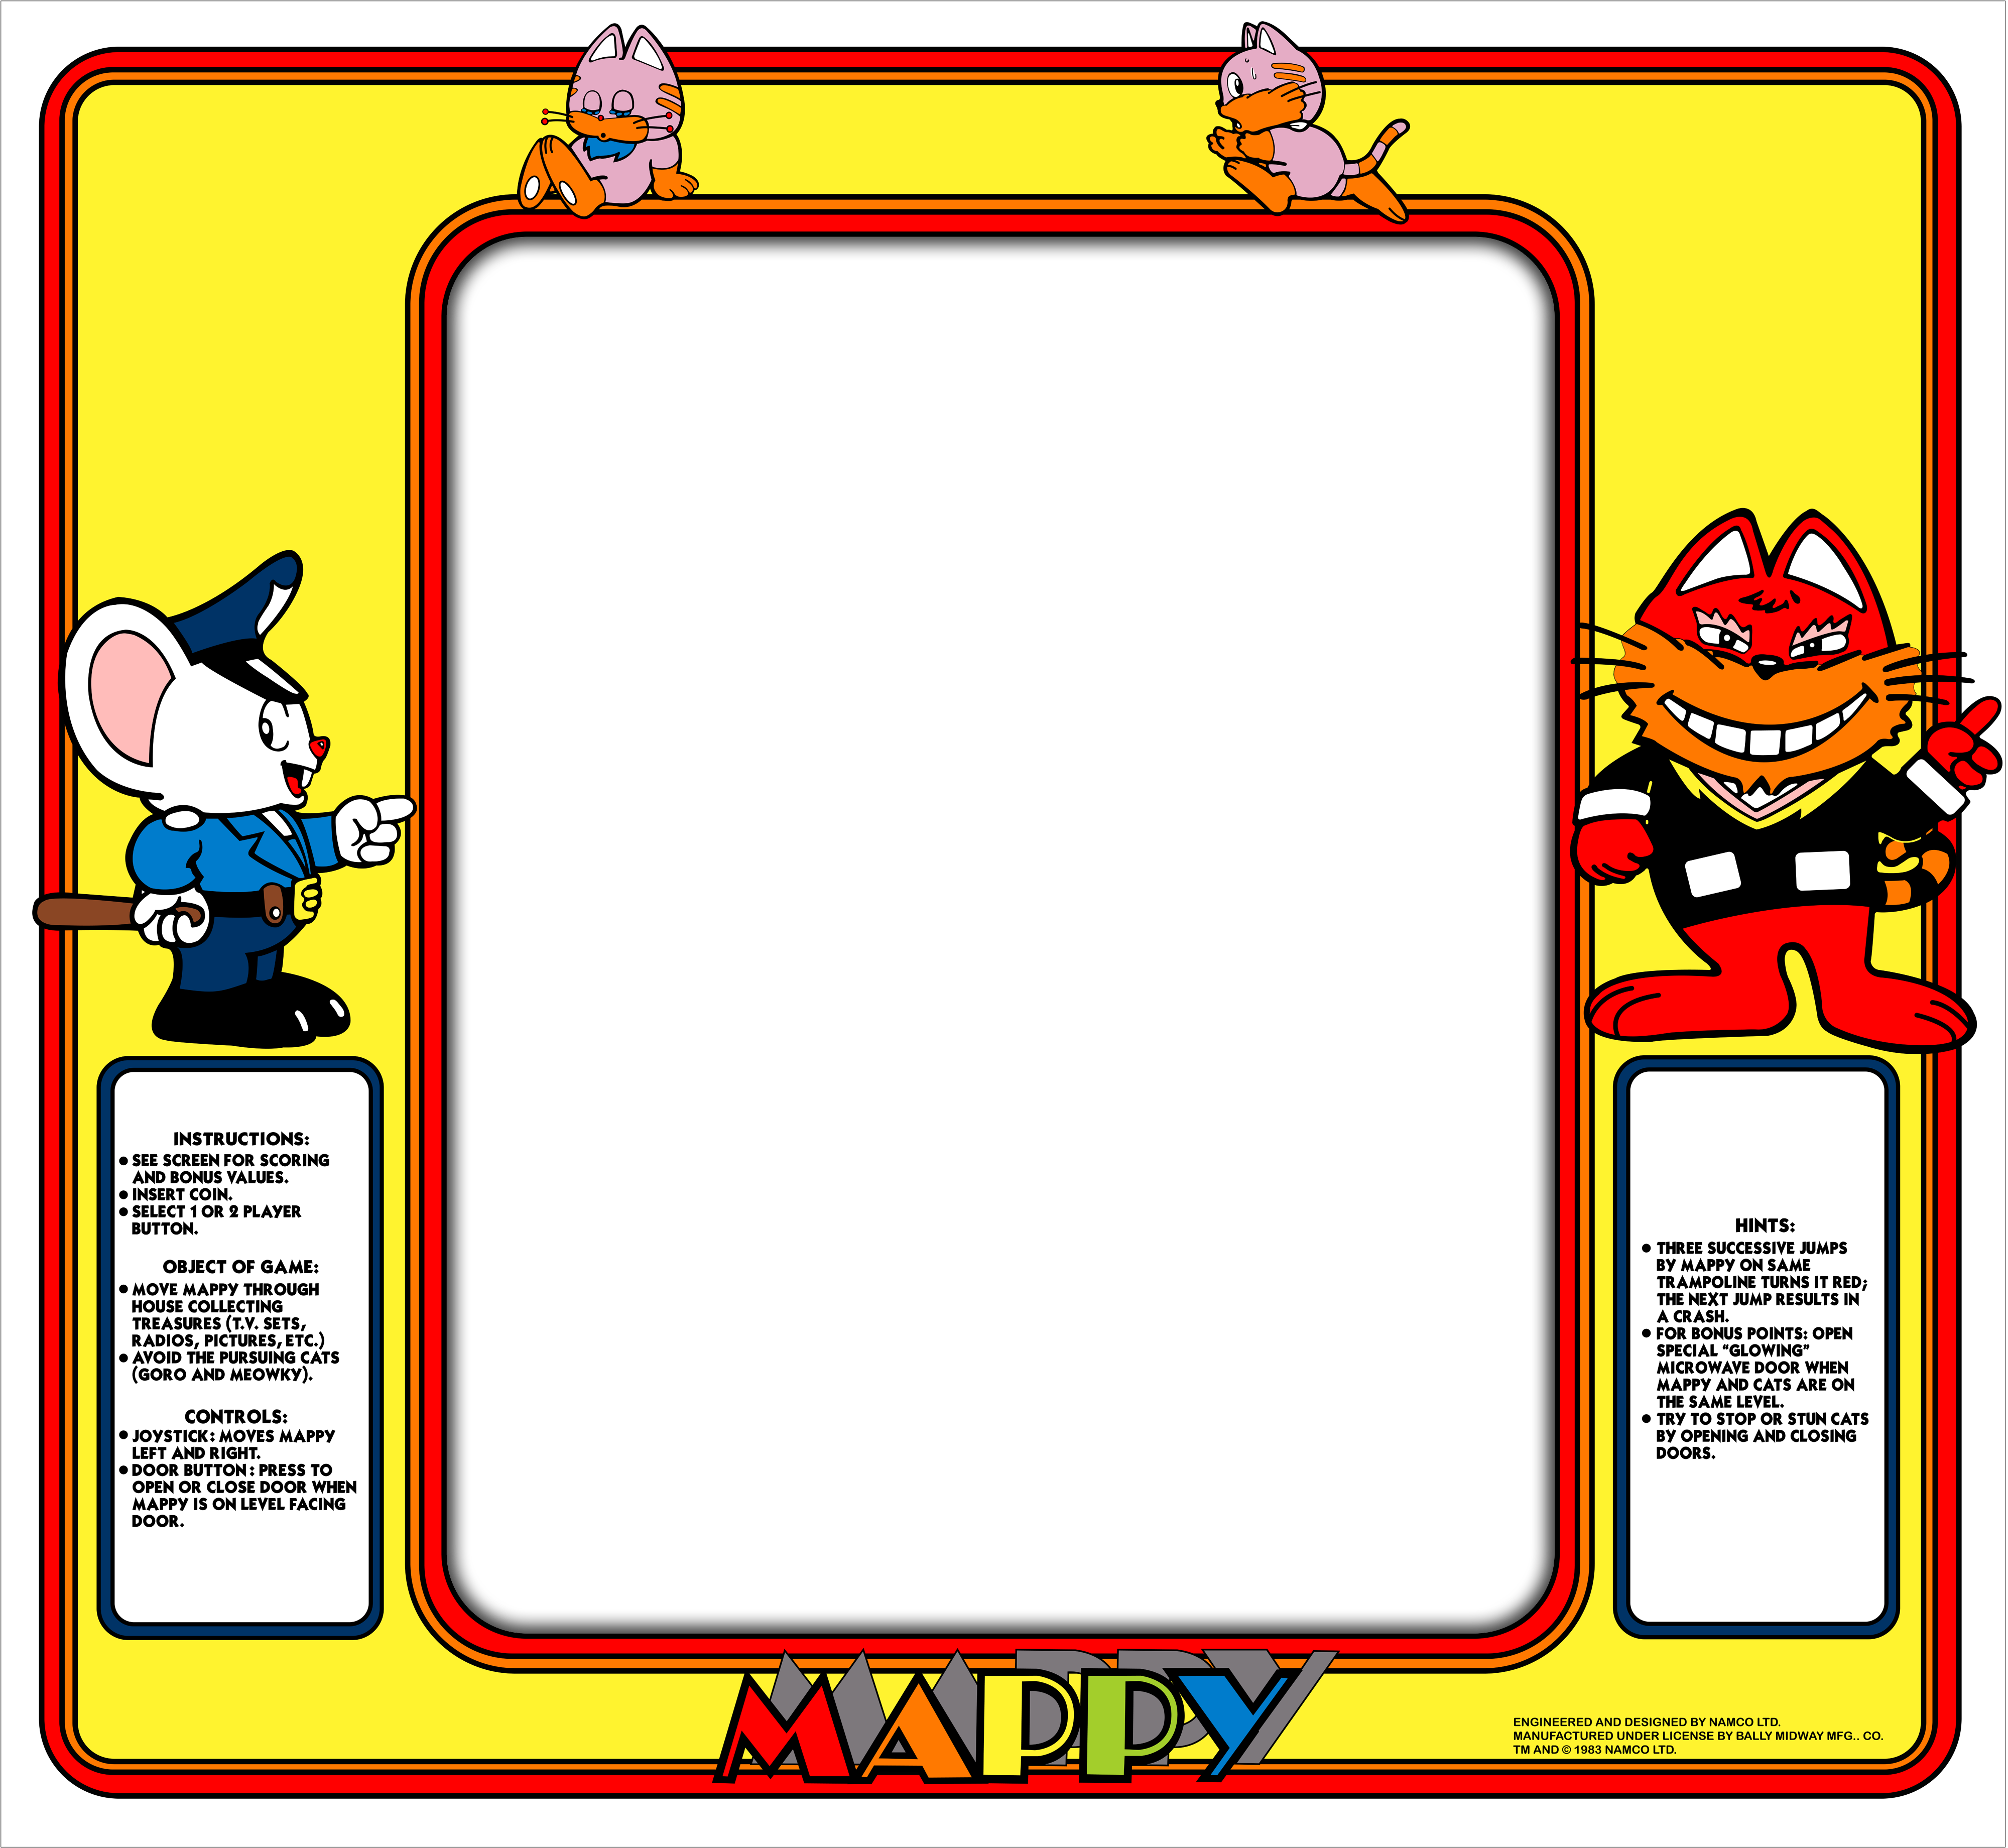 INSTRUCTIONS:
● SEE SCREEN FOR SCORING
AND BONUS VALUES.
● INSERT COIN.
● SELECT 1 OR 2 PLAYER
BUTTON.
OBJECT OF GAME:
● MOVE MAPPY THROUGH
HOUSE COLLECTING
TREASURES (T.V. SETS,
RADIOS, PICTURES, ETC.)
● AVOID THE PURSUING CATS
(GORO AND MEOWKY).
CONTROLS:
● JOYSTICK: MOVES MAPPY
LEFT AND RIGHT.
● DOOR BUTTON: PRESS TO
OPEN OR CLOSE DOOR WHEN
MAPPY IS ON LEVEL FACING
DOOR.
HINTS:
● THREE SUCCESSIVE JUMPS
BY MAPPY ON SAME
TRAMPOLINE TURNS IT RED;
THE NEXT JUMP RESULTS IN
A CRASH.
● FOR BONUS POINTS: OPEN
SPECIAL “GLOWING”
MICROWAVE DOOR WHEN
MAPPY AND CATS ARE ON
THE SAME LEVEL.
● TRY TO STOP OR STUN CATS
BY OPENING AND CLOSING
DOORS.
MAPPY
ENGINEERED AND DESIGNED BY NAMCO LTD.
MANUFACTURED UNDER LICENSE BY BALLY MIDWAY MFG.. CO.
TM AND © 1983 NAMCO LTD.